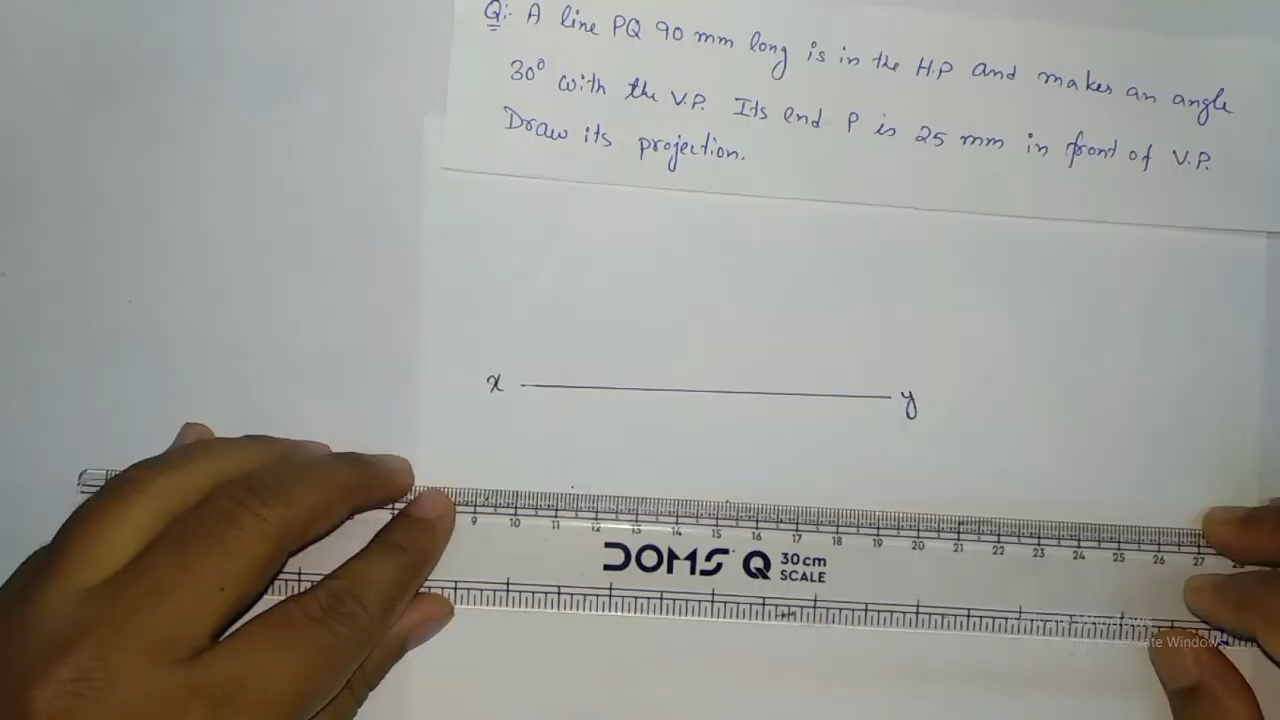 Q:- A line PQ 90 mm long is in the H.P and makes an angle
30° with the V.P. Its end P is 25 mm in front of V.P.
Draw its projection.
x y
9 10 11 12 13 14 15 16 17 18 19 20 21 22 23 24 25 26 27
DOMS Q 30cm
SCALE